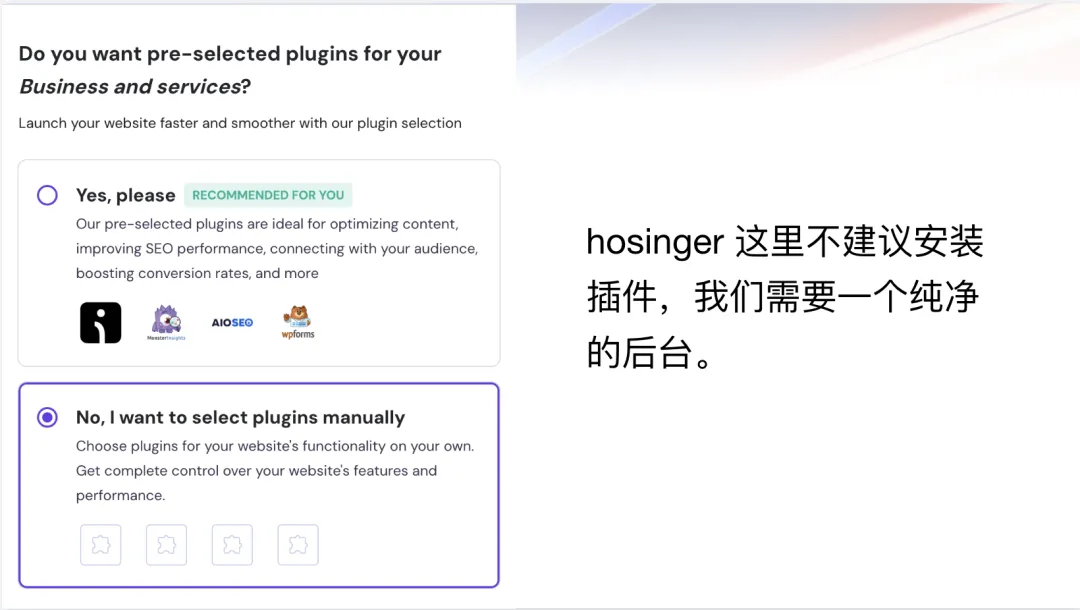 Do you want pre-selected plugins for your
Business and services?
Launch your website faster and smoother with our plugin selection
Yes, please RECOMMENDED FOR YOU
Our pre-selected plugins are ideal for optimizing content,
improving SEO performance, connecting with your audience,
boosting conversion rates, and more
MonsterInsights AIOSEO wpforms
No, I want to select plugins manually
Choose plugins for your website's functionality on your own.
Get complete control over your website's features and
performance.
hosinger 这里不建议安装
插件，我们需要一个纯净
的后台。